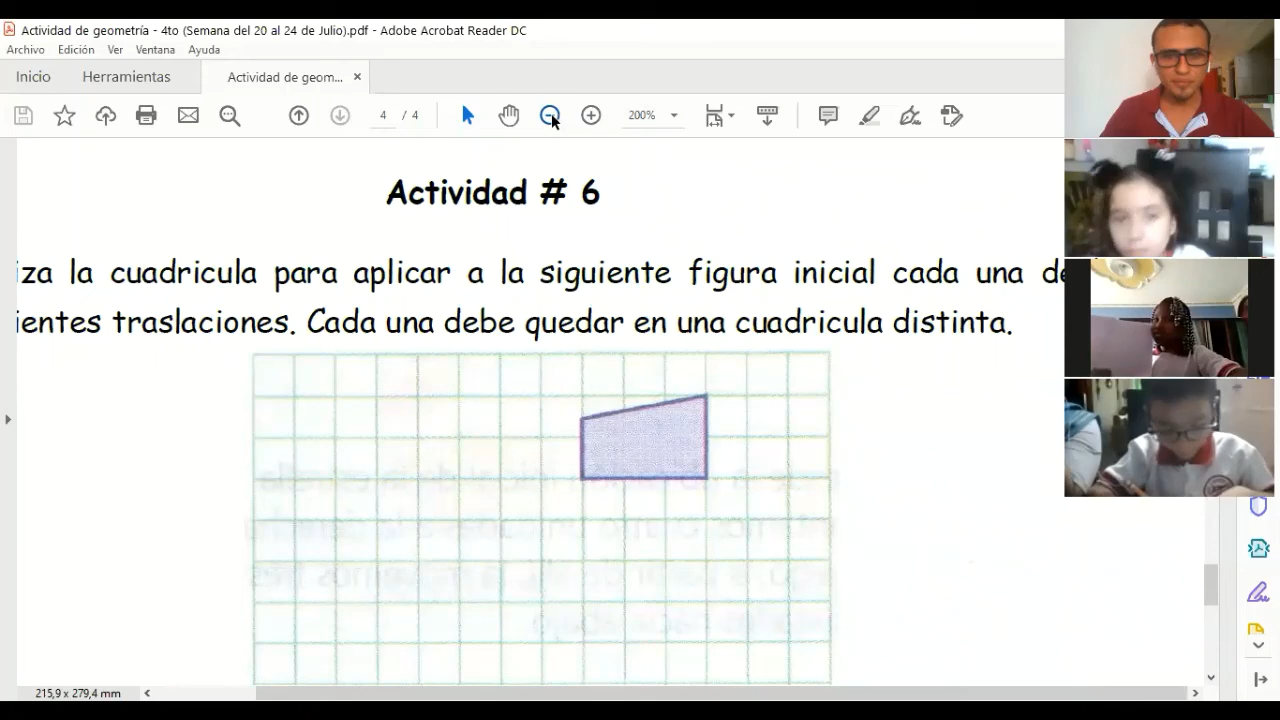 Actividad de geometría - 4to (Semana del 20 al 24 de Julio).pdf - Adobe Acrobat Reader DC
Archivo Edición Ver Ventana Ayuda
Inicio Herramientas Actividad de geom... ×
4 / 4 200%
Actividad # 6
iza la cuadricula para aplicar a la siguiente figura inicial cada una de
ientes traslaciones. Cada una debe quedar en una cuadricula distinta.
215,9 x 279,4 mm